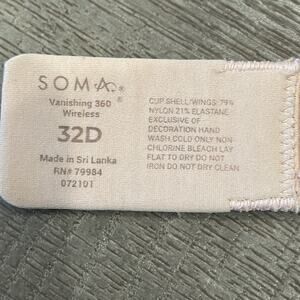 SOMA®
Vanishing 360®
Wireless
32D
Made in Sri Lanka
RN# 79984
072101
CUP SHELL/WINGS: 79%
NYLON 21% ELASTANE
EXCLUSIVE OF
DECORATION HAND
WASH COLD ONLY NON
CHLORINE BLEACH LAY
FLAT TO DRY DO NOT
IRON DO NOT DRY CLEAN